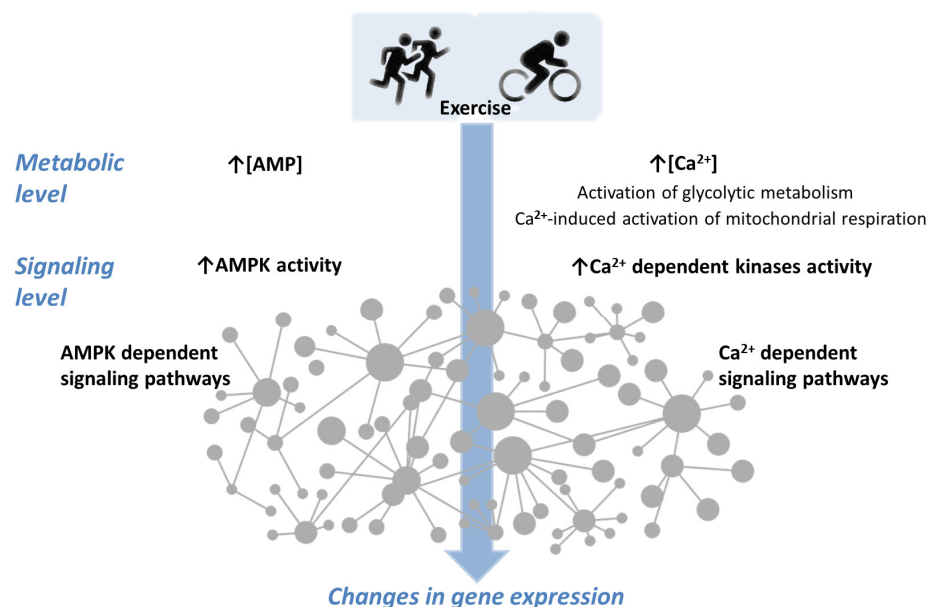 Exercise
Metabolic
level
↑[AMP]
↑[Ca²⁺]
Activation of glycolytic metabolism
Ca²⁺-induced activation of mitochondrial respiration
Signaling
level
↑AMPK activity
↑Ca²⁺ dependent kinases activity
AMPK dependent
signaling pathways
Ca²⁺ dependent
signaling pathways
Changes in gene expression